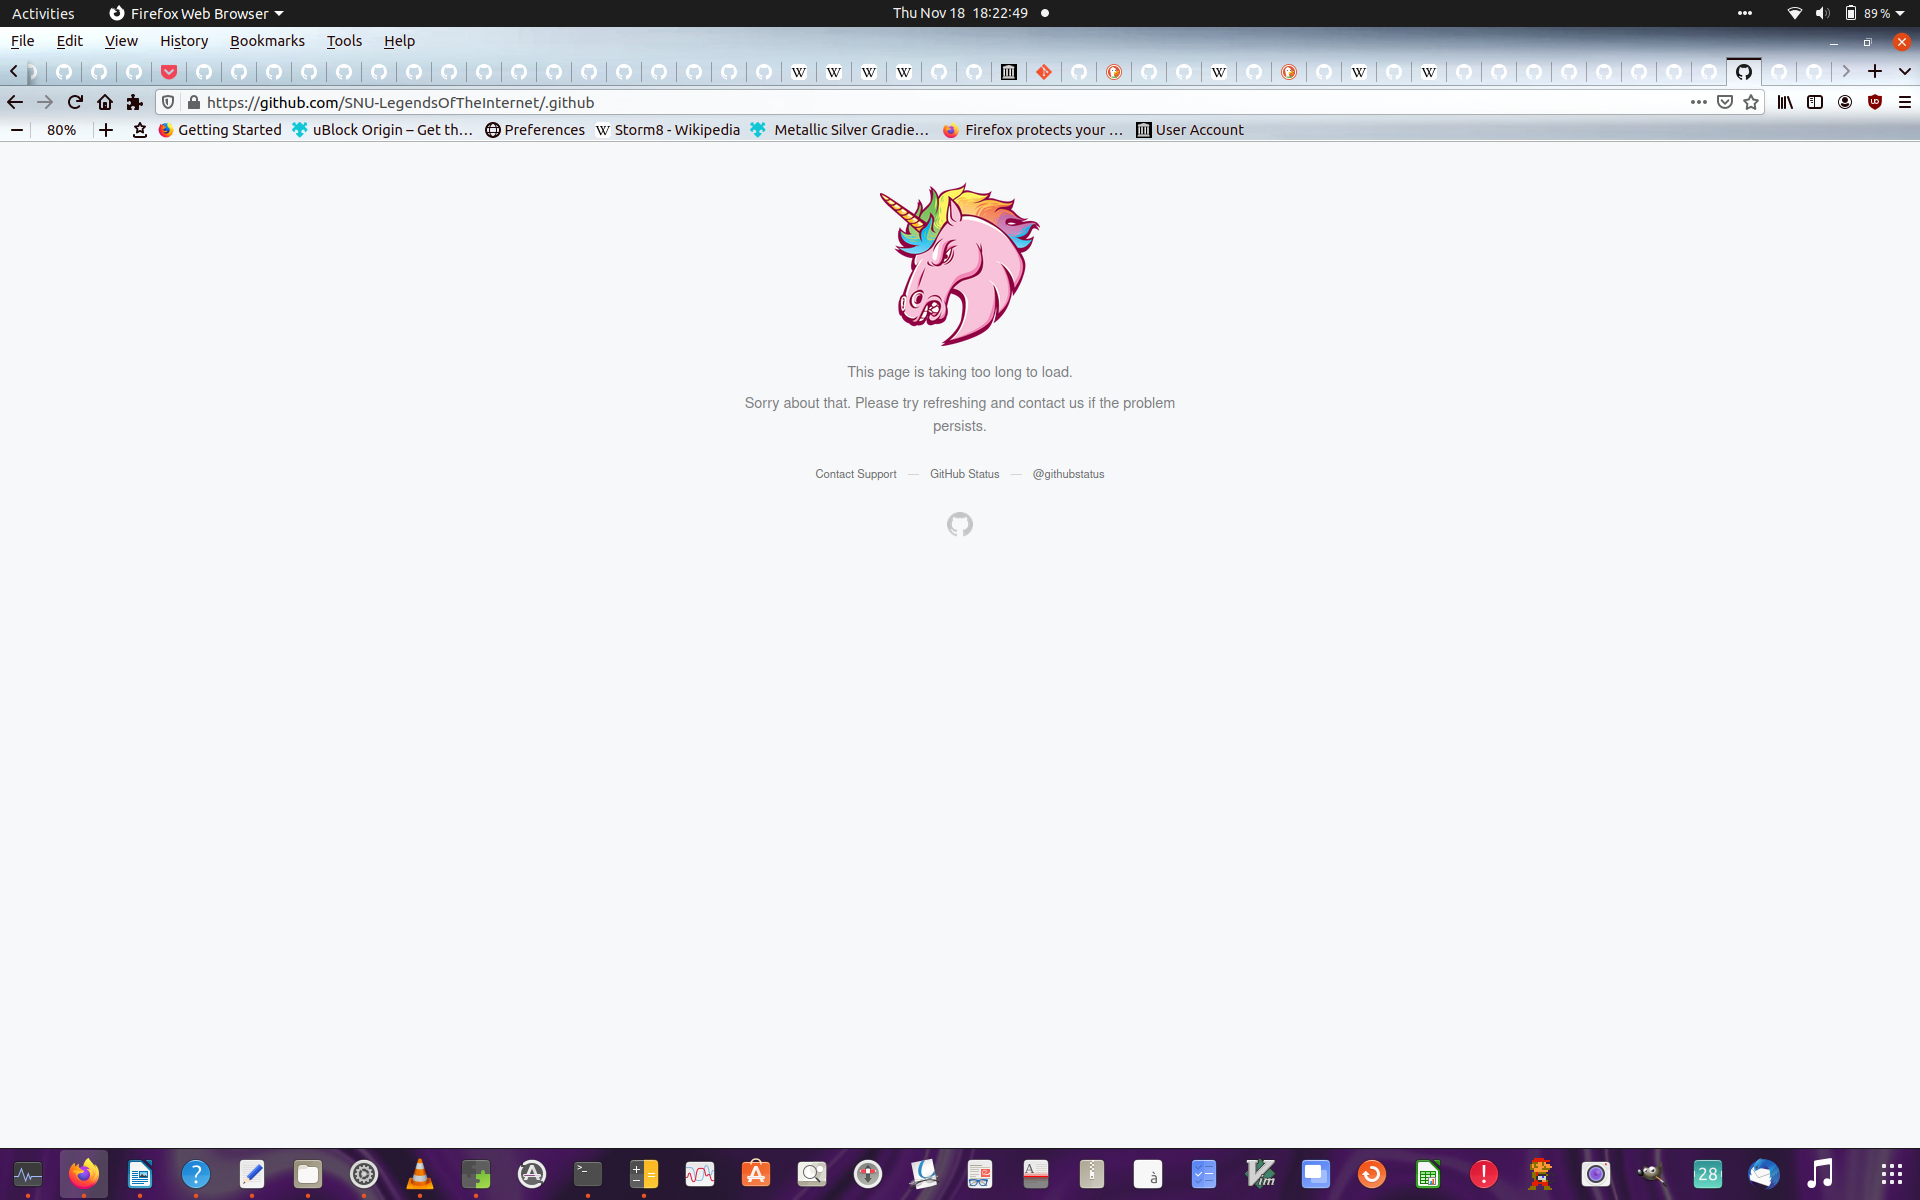 Activities
Firefox Web Browser
Thu Nov 18 18:22:49
89 %
File Edit View History Bookmarks Tools Help
https://github.com/SNU-LegendsOfTheInternet/.github
80%
Getting Started
uBlock Origin – Get th…
Preferences
Storm8 - Wikipedia
Metallic Silver Gradie…
Firefox protects your …
User Account
This page is taking too long to load.
Sorry about that. Please try refreshing and contact us if the problem
persists.
Contact Support — GitHub Status — @githubstatus
28